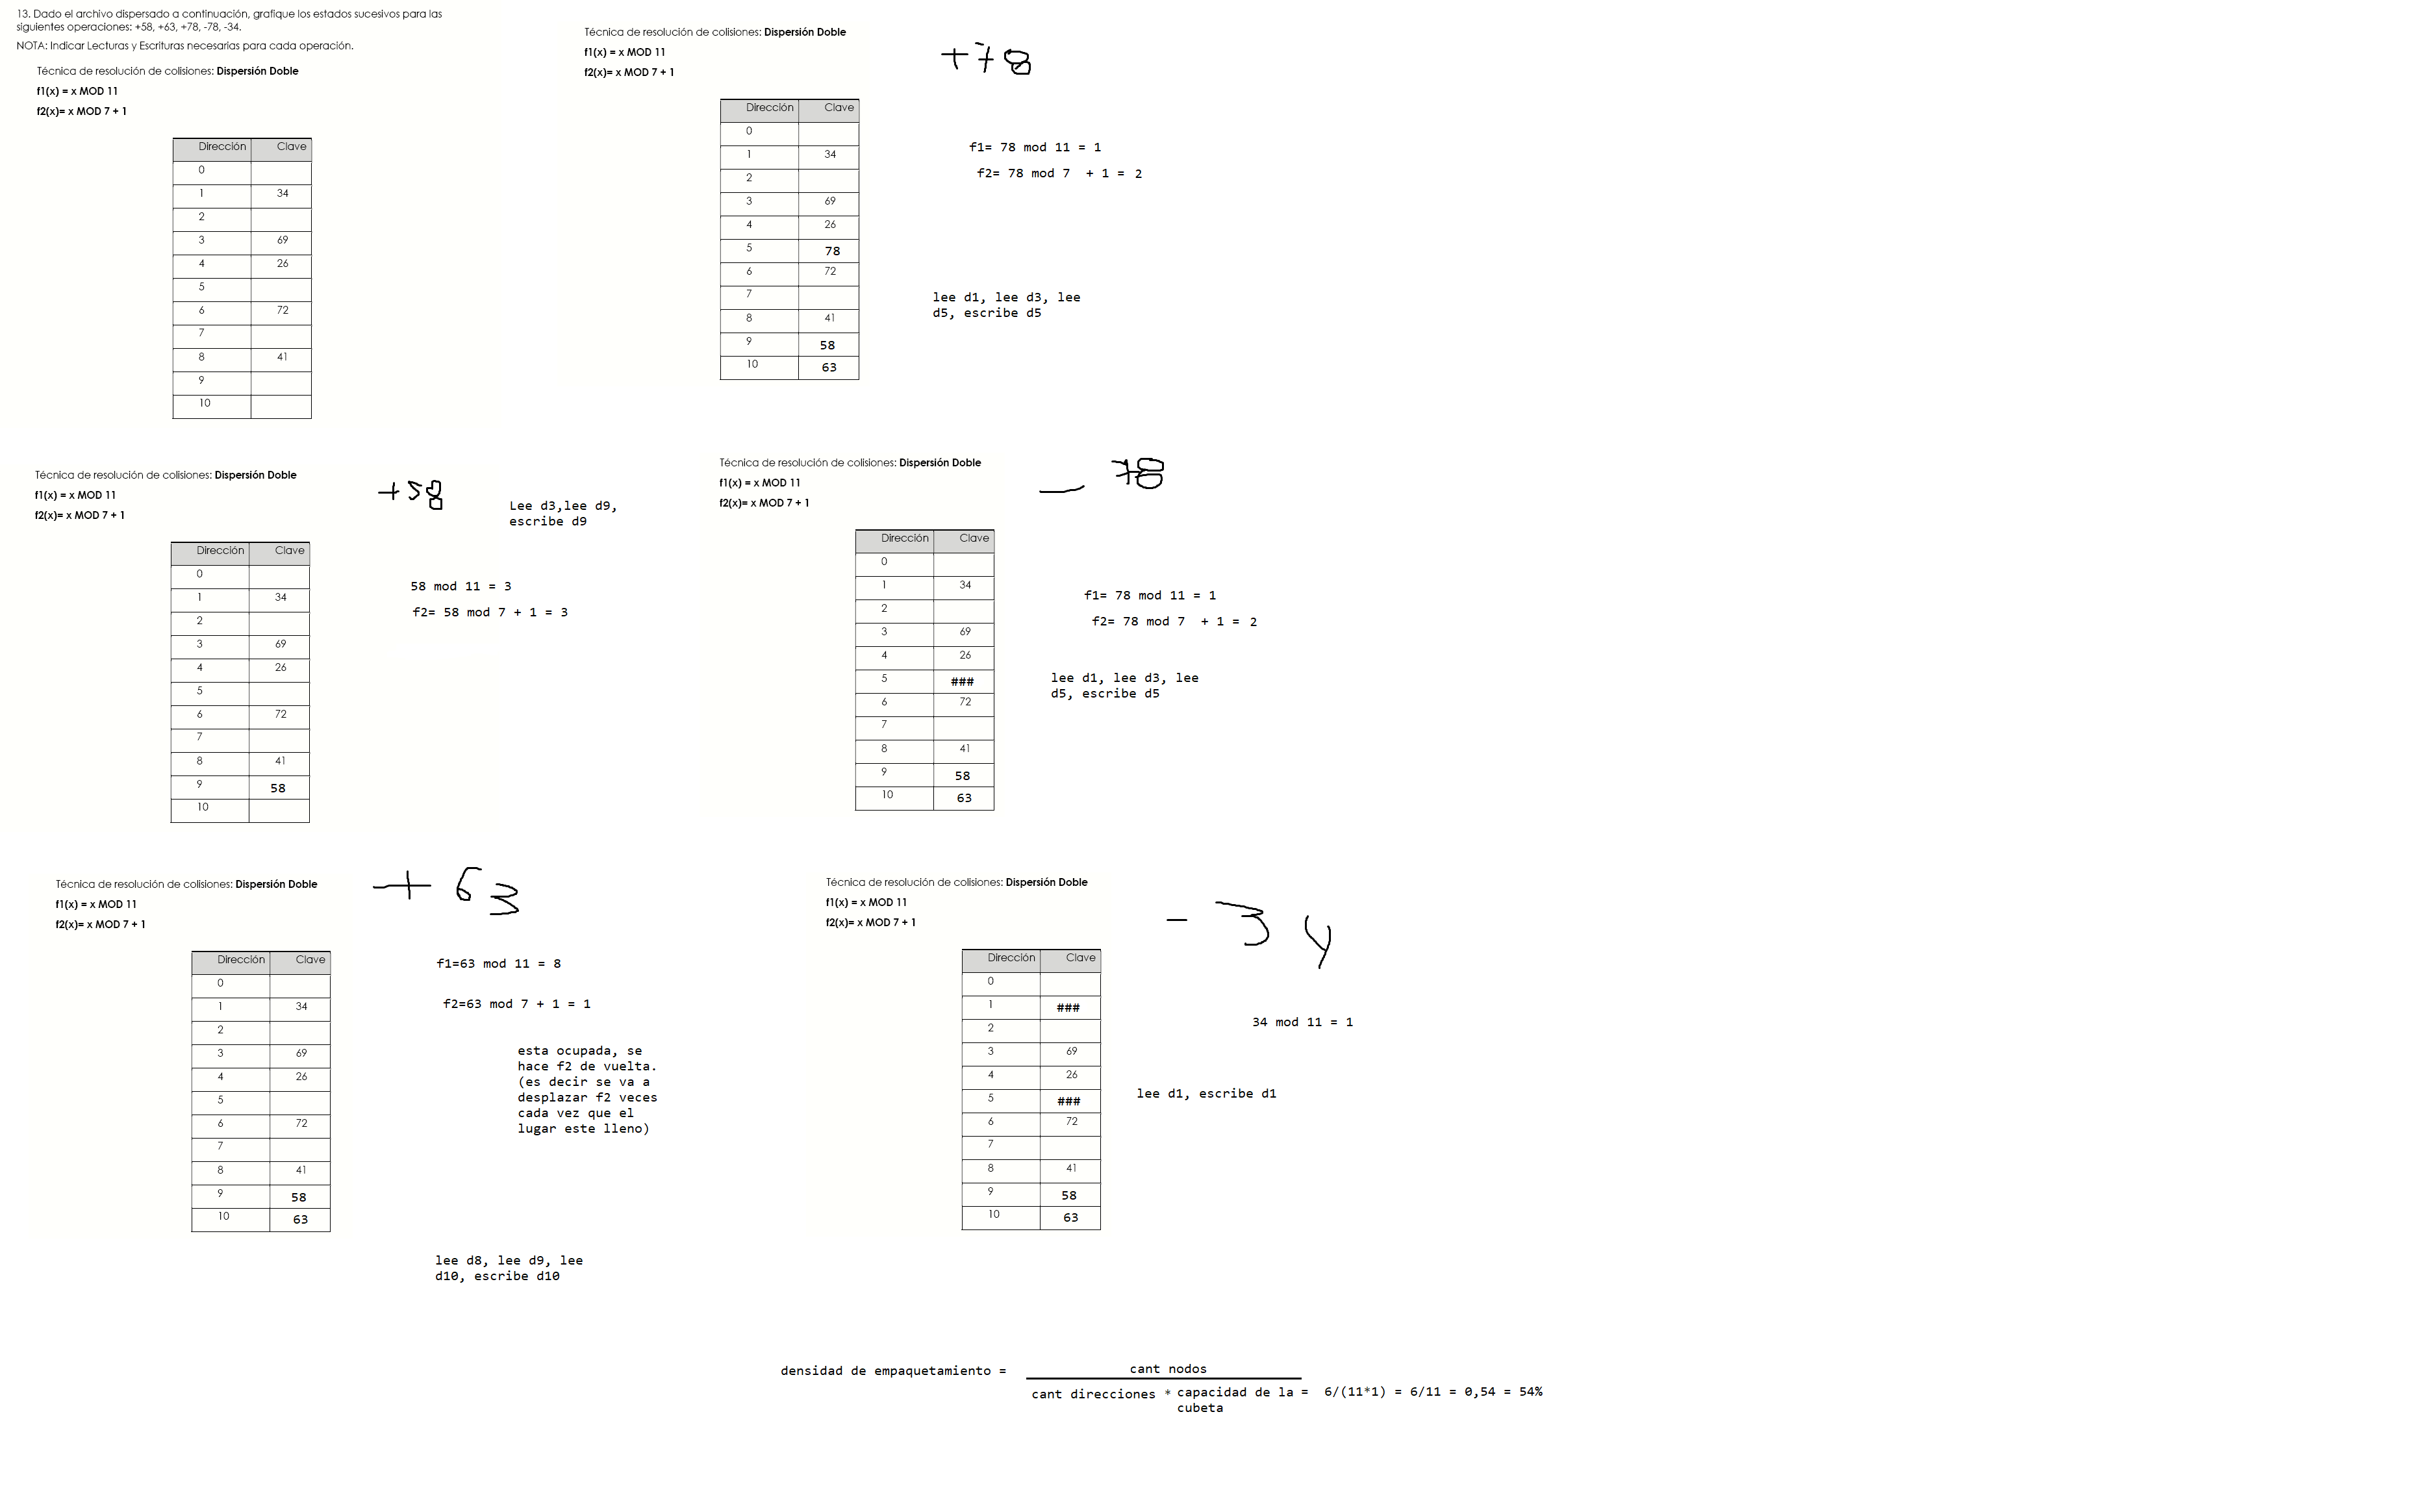 13. Dado el archivo dispersado a continuación, grafique los estados sucesivos para las
siguientes operaciones: +58, +63, +78, -78, -34.
NOTA: Indicar Lecturas y Escrituras necesarias para cada operación.
Técnica de resolución de colisiones: Dispersión Doble
f1(x) = x MOD 11
f2(x)= x MOD 7 + 1
Dirección Clave
0
1 34
2
3 69
4 26
5
6 72
7
8 41
9
10
Técnica de resolución de colisiones: Dispersión Doble
f1(x) = x MOD 11
f2(x)= x MOD 7 + 1
+58
Lee d3,lee d9,
escribe d9
58 mod 11 = 3
f2= 58 mod 7 + 1 = 3
Dirección Clave
0
1 34
2
3 69
4 26
5
6 72
7
8 41
9 58
10
Técnica de resolución de colisiones: Dispersión Doble
f1(x) = x MOD 11
f2(x)= x MOD 7 + 1
+ 63
f1=63 mod 11 = 8
f2=63 mod 7 + 1 = 1
esta ocupada, se
hace f2 de vuelta.
(es decir se va a
desplazar f2 veces
cada vez que el
lugar este lleno)
Dirección Clave
0
1 34
2
3 69
4 26
5
6 72
7
8 41
9 58
10 63
lee d8, lee d9, lee
d10, escribe d10
Técnica de resolución de colisiones: Dispersión Doble
f1(x) = x MOD 11
f2(x)= x MOD 7 + 1
+78
f1= 78 mod 11 = 1
f2= 78 mod 7 + 1 = 2
Dirección Clave
0
1 34
2
3 69
4 26
5 78
6 72
7
8 41
9 58
10 63
lee d1, lee d3, lee
d5, escribe d5
Técnica de resolución de colisiones: Dispersión Doble
f1(x) = x MOD 11
f2(x)= x MOD 7 + 1
- 78
f1= 78 mod 11 = 1
f2= 78 mod 7 + 1 = 2
Dirección Clave
0
1 34
2
3 69
4 26
5 ###
6 72
7
8 41
9 58
10 63
lee d1, lee d3, lee
d5, escribe d5
Técnica de resolución de colisiones: Dispersión Doble
f1(x) = x MOD 11
f2(x)= x MOD 7 + 1
- 34
34 mod 11 = 1
Dirección Clave
0
1 ###
2
3 69
4 26
5 ###
6 72
7
8 41
9 58
10 63
lee d1, escribe d1
cant nodos
densidad de empaquetamiento =
cant direcciones * capacidad de la = 6/(11*1) = 6/11 = 0,54 = 54%
cubeta